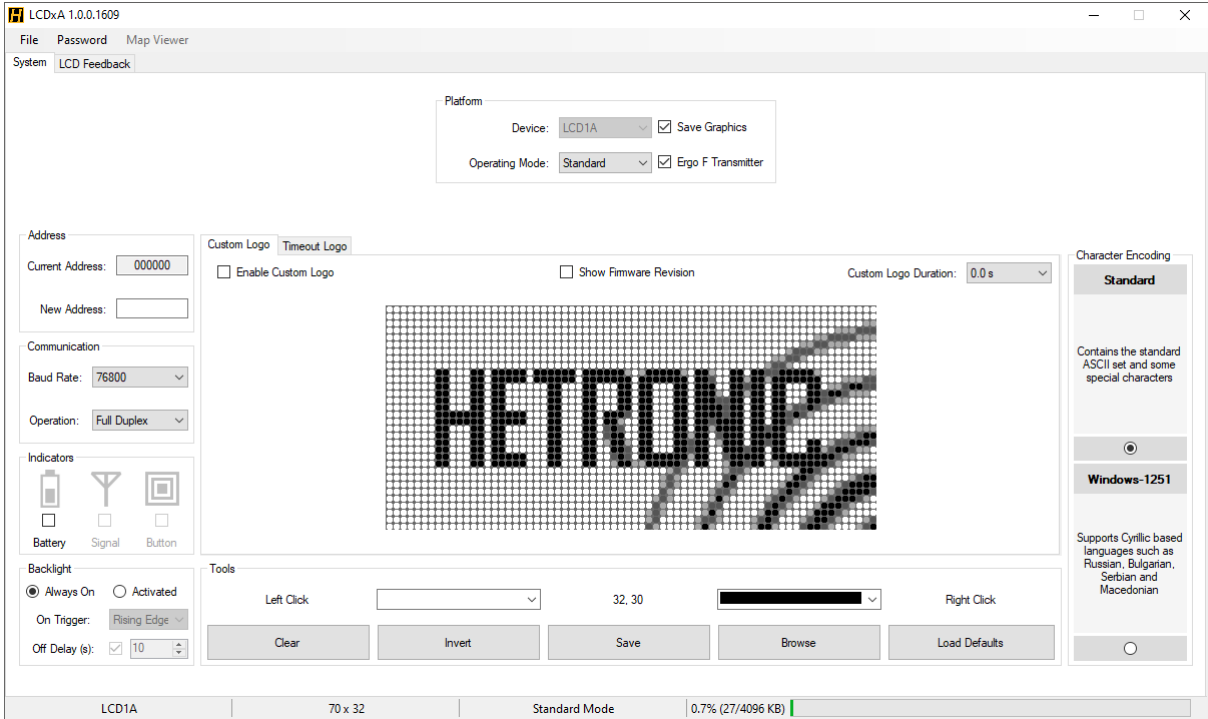 LCDxA 1.0.0.1609
File Password Map Viewer
System LCD Feedback
Platform
Device: LCD1A Save Graphics
Operating Mode: Standard Ergo F Transmitter
Address
Current Address: 000000
New Address:
Communication
Baud Rate: 76800
Operation: Full Duplex
Indicators
Battery Signal Button
Backlight
Always On Activated
On Trigger: Rising Edge
Off Delay (s): 10
Custom Logo Timeout Logo
Enable Custom Logo Show Firmware Revision Custom Logo Duration: 0.0 s
HETRONIC
Tools
Left Click 32, 30 Right Click
Clear Invert Save Browse Load Defaults
Character Encoding
Standard
Contains the standard
ASCII set and some
special characters
Windows-1251
Supports Cyrillic based
languages such as
Russian, Bulgarian,
Serbian and
Macedonian
LCD1A 70 x 32 Standard Mode 0.7% (27/4096 KB)